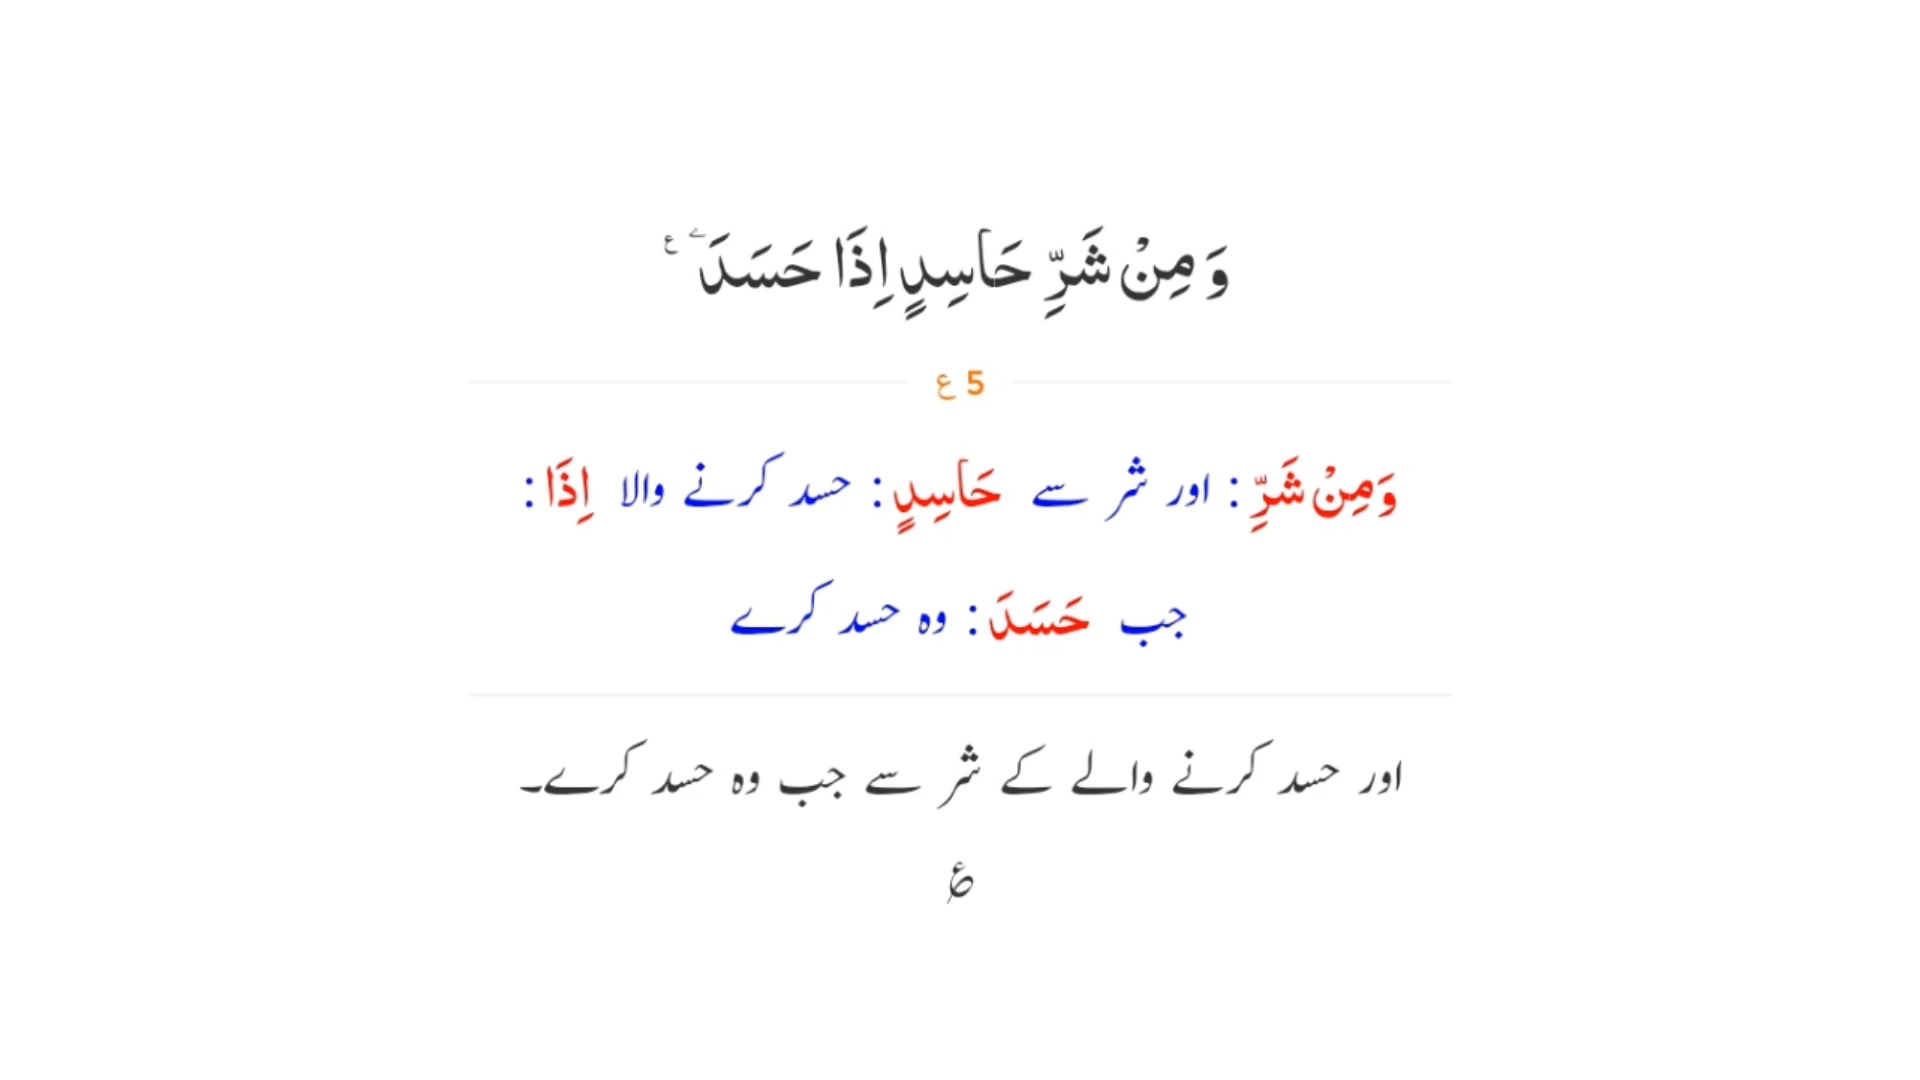 وَ مِنْ شَرِّ حَاسِدٍ اِذَا حَسَدَ ۠ ع
5 ع
وَمِنْ شَرِّ : اور شر سے حَاسِدٍ : حسد کرنے والا اِذَا :
جب حَسَدَ : وہ حسد کرے
اور حسد کرنے والے کے شر سے جب وہ حسد کرے۔